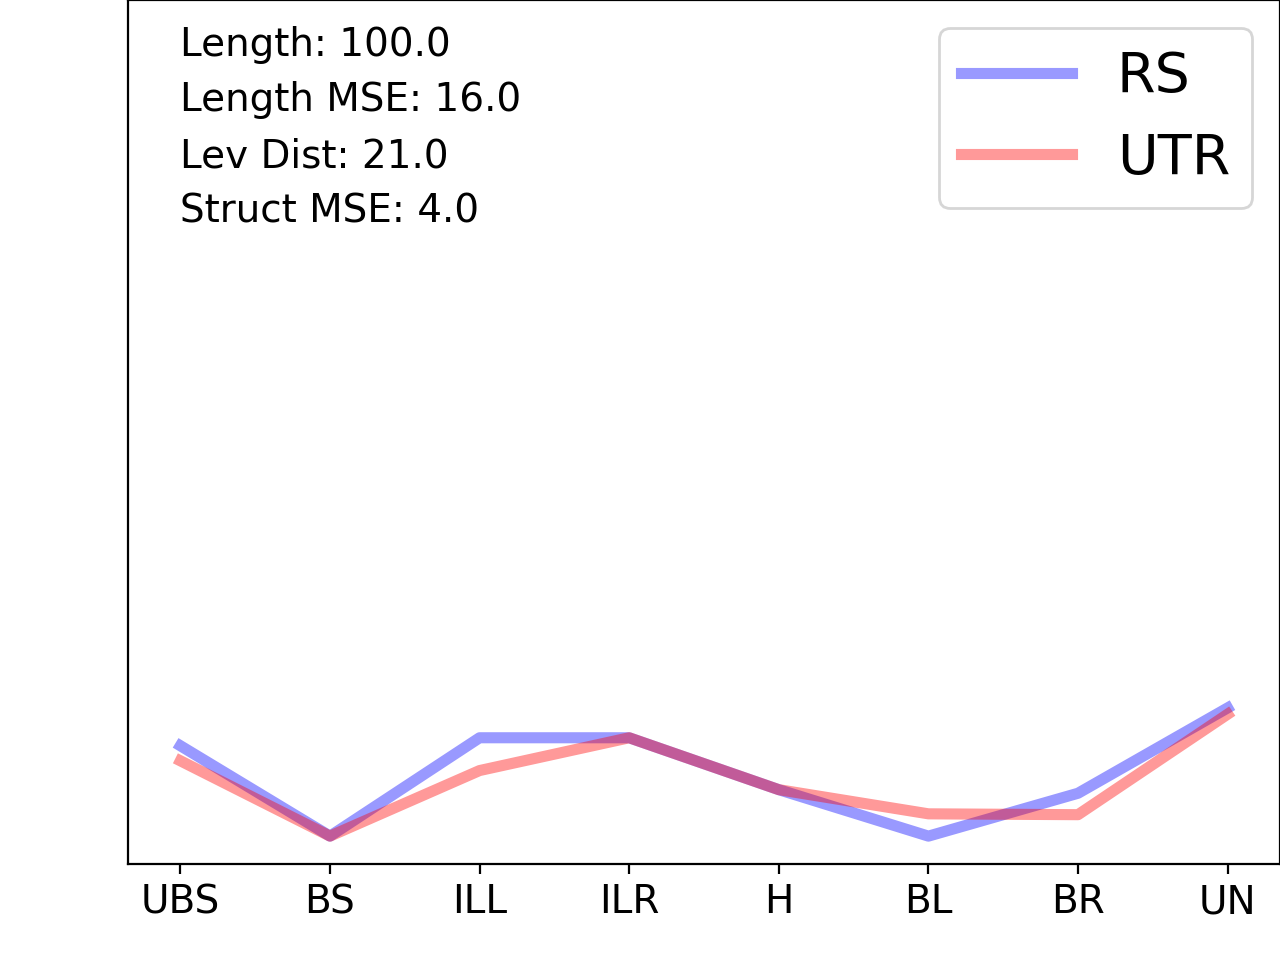 Length: 100.0
Length MSE: 16.0
Lev Dist: 21.0
Struct MSE: 4.0
RS
UTR
UBS BS ILL ILR H BL BR UN